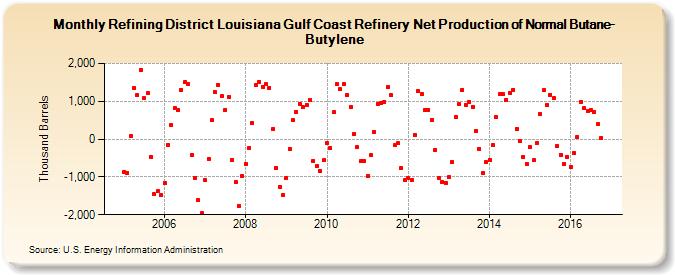 Monthly Refining District Louisiana Gulf Coast Refinery Net Production of Normal Butane-
Butylene
Thousand Barrels
2,000
1,000
0
-1,000
-2,000
2006 2008 2010 2012 2014 2016
Source: U.S. Energy Information Administration